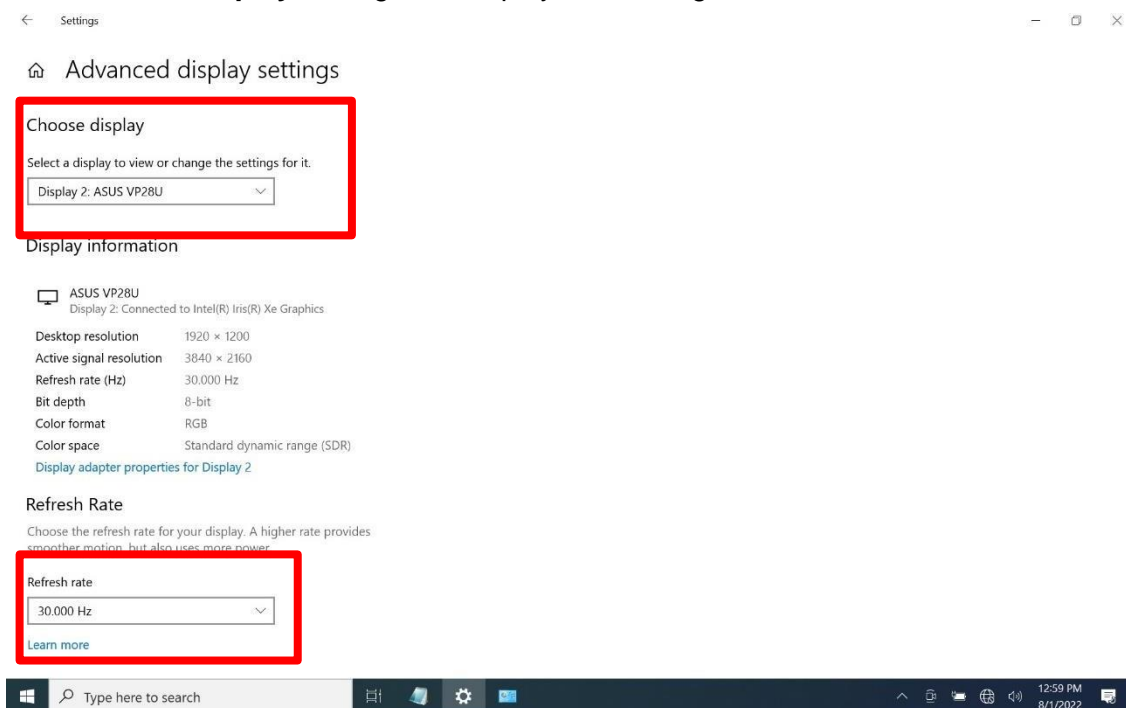 Settings
Advanced display settings
Choose display
Select a display to view or change the settings for it.
Display 2: ASUS VP28U
Display information
ASUS VP28U
Display 2: Connected to Intel(R) Iris(R) Xe Graphics
Desktop resolution 1920 × 1200
Active signal resolution 3840 × 2160
Refresh rate (Hz) 30.000 Hz
Bit depth 8-bit
Color format RGB
Color space Standard dynamic range (SDR)
Display adapter properties for Display 2
Refresh Rate
Choose the refresh rate for your display. A higher rate provides
smoother motion, but also uses more power.
Refresh rate
30.000 Hz
Learn more
Type here to search
12:59 PM
8/1/2022